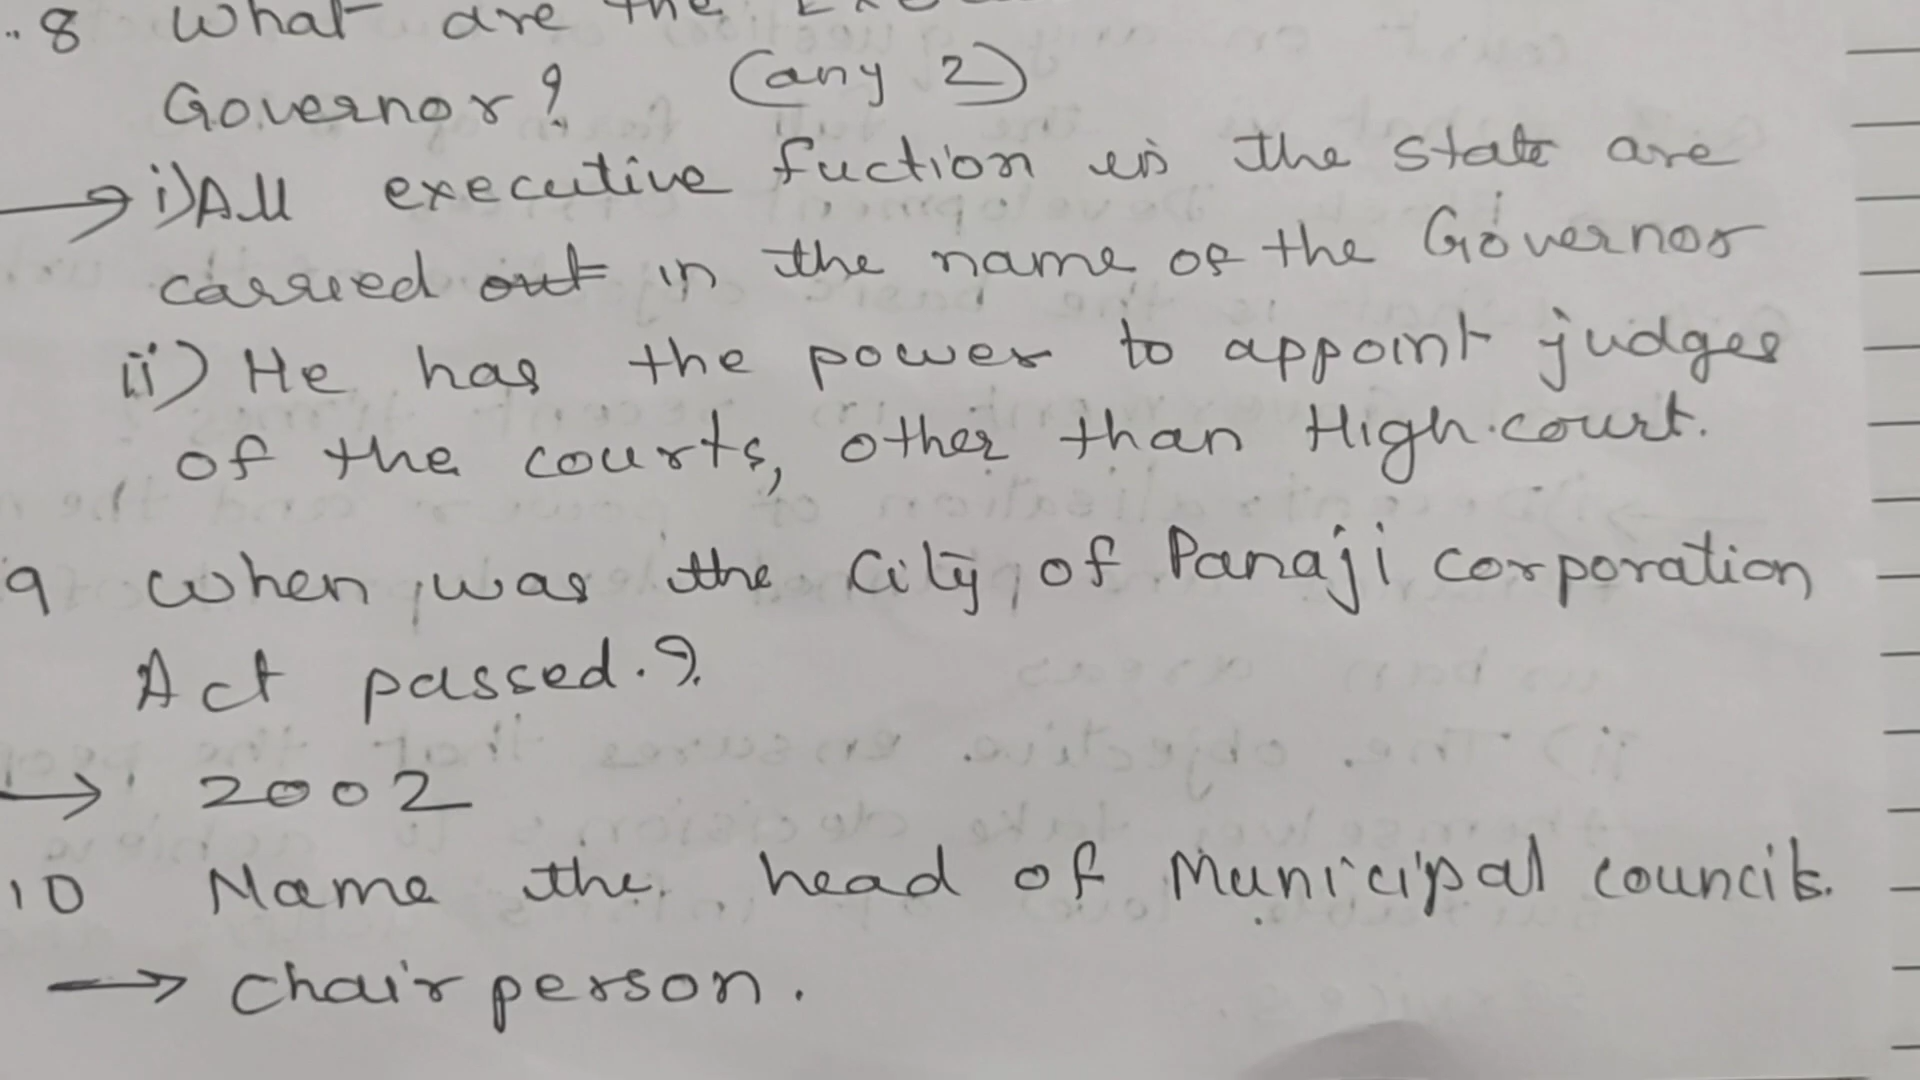 ..8 What are the Exe
Governor? (any 2)
→ i) All executive fuction in the state are
carried out in the name of the Governor
ii) He has the power to appoint judges
of the courts, other than High court.
9 When was the City of Panaji corporation
Act passed.?
→ 2002
10 Name the head of Municipal councils.
→ chairperson.